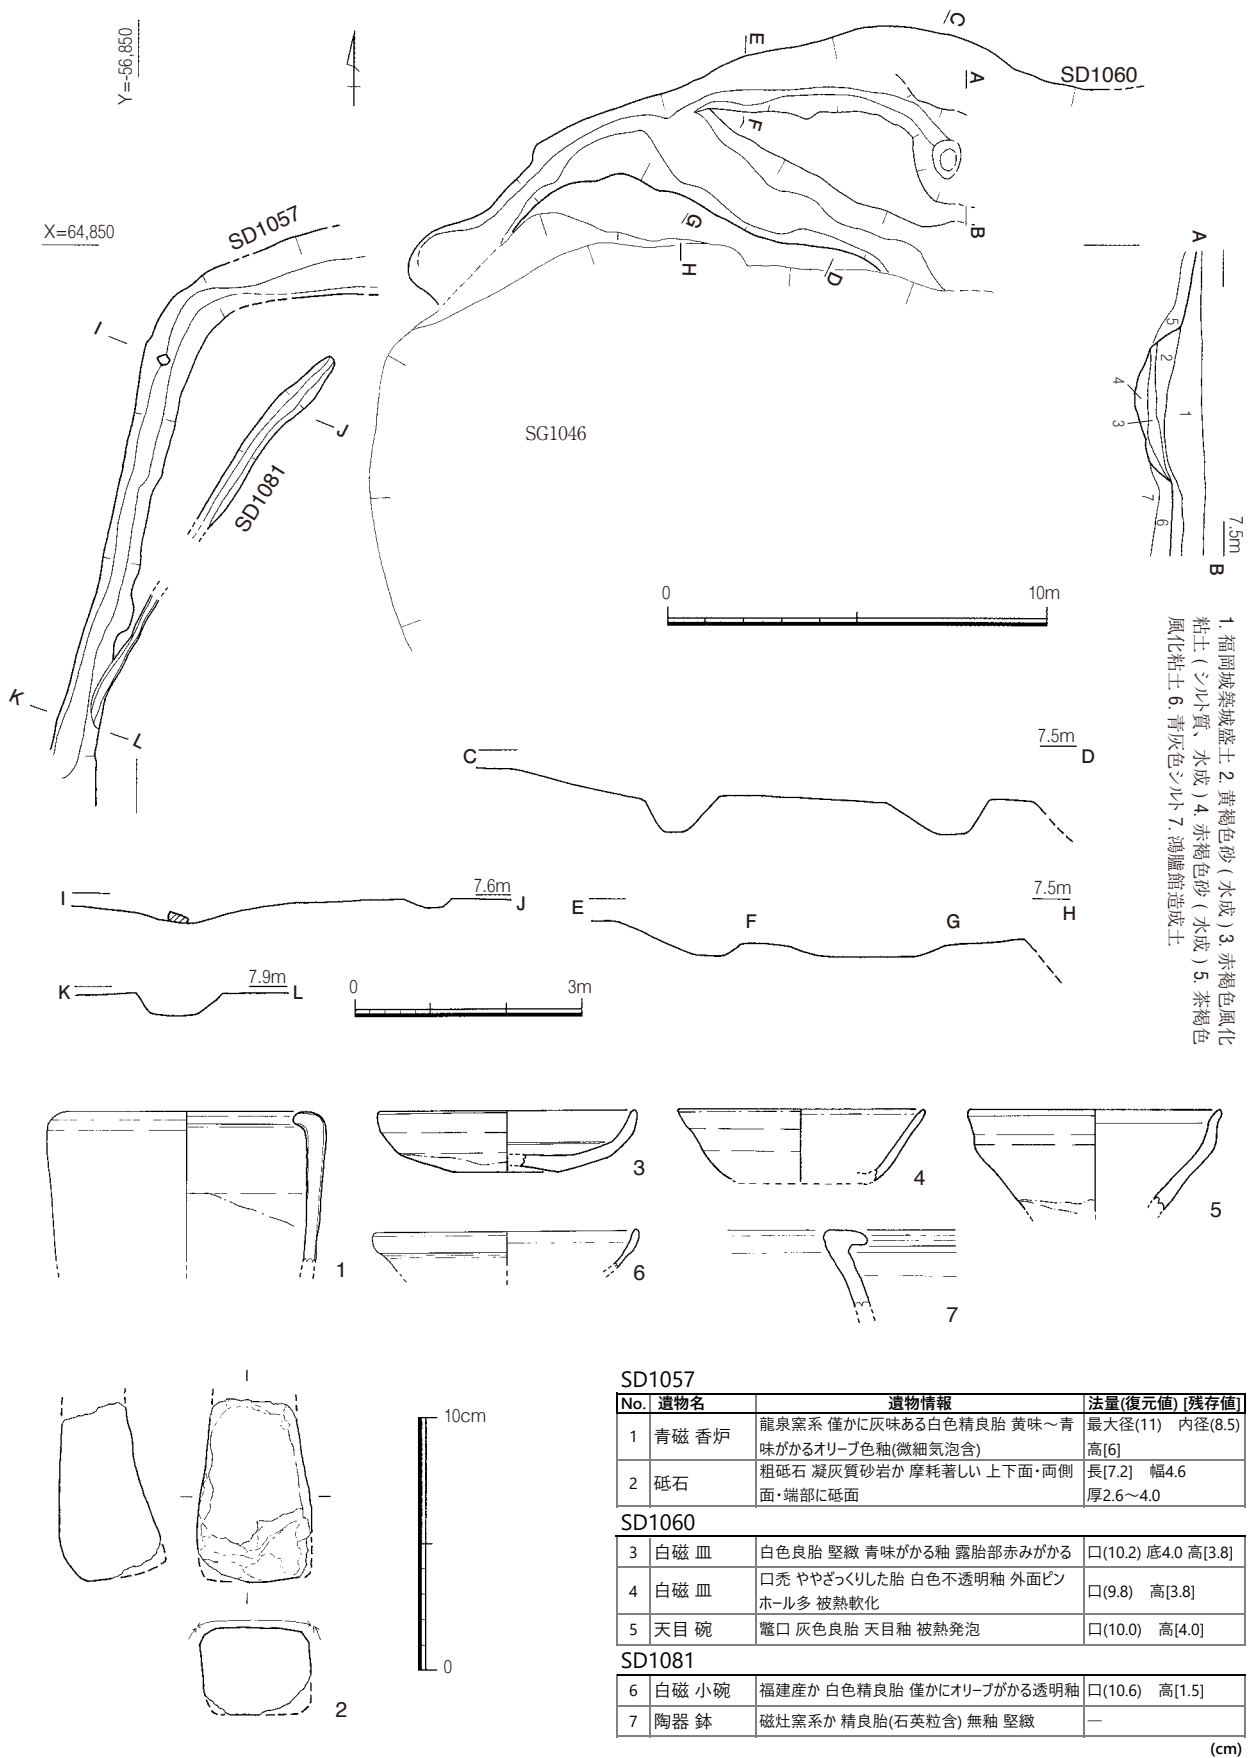 Y=-56,850
X=64,850
C
E
A
SD1060
F
B
G
H
D
SD1057
I
J
SD1081
SG1046
K
L
A
5
2
4
1
3
7
6
7.5m
B
0 10m
1. 福岡城築城盛土 2. 黄褐色砂 ( 水成 ) 3. 赤褐色風化
粘土 ( シルト質、水成 ) 4. 赤褐色砂 ( 水成 ) 5. 茶褐色
風化粘土 6. 青灰色シルト 7. 鴻臚館造成土
C 7.5m D
I 7.6m J
E F G 7.5m H
K 7.9m L
0 3m
1
3
4
5
6
7
10cm
0
2
SD1057
No. 遺物名 遺物情報 法量(復元値) [残存値]
1 青磁 香炉 龍泉窯系 僅かに灰味ある白色精良胎 黄味～青
味がかるオリーブ色釉(微細気泡含) 最大径(11) 内径(8.5)
高[6]
2 砥石 粗砥石 凝灰質砂岩か 摩耗著しい 上下面・両側
面・端部に砥面 長[7.2] 幅4.6
厚2.6～4.0
SD1060
3 白磁 皿 白色良胎 堅緻 青味がかる釉 露胎部赤みがかる 口(10.2) 底4.0 高[3.8]
4 白磁 皿 口禿 ややざっくりした胎 白色不透明釉 外面ピン
ホール多 被熱軟化 口(9.8) 高[3.8]
5 天目 碗 鼈口 灰色良胎 天目釉 被熱発泡 口(10.0) 高[4.0]
SD1081
6 白磁 小碗 福建産か 白色精良胎 僅かにオリーブがかる透明釉 口(10.6) 高[1.5]
7 陶器 鉢 磁灶窯系か 精良胎(石英粒含) 無釉 堅緻 ―
(cm)